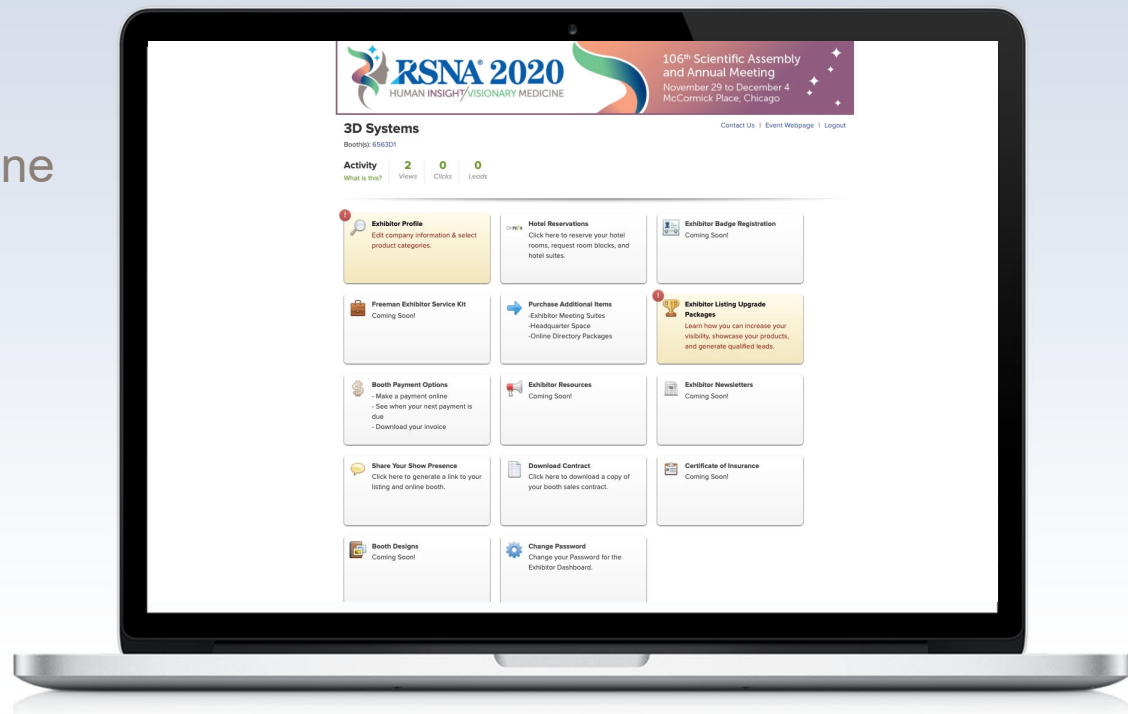 ne
RSNA® 2020
HUMAN INSIGHT/VISIONARY MEDICINE
106th Scientific Assembly
and Annual Meeting
November 29 to December 4
McCormick Place, Chicago
3D Systems
Contact Us | Event Webpage | Logout
Booth(s): 6563D1
Activity
What is this?
2
Views
0
Clicks
0
Leads
Exhibitor Profile
Edit company information & select
product categories.
Hotel Reservations
Click here to reserve your hotel
rooms, request room blocks, and
hotel suites.
Exhibitor Badge Registration
Coming Soon!
Freeman Exhibitor Service Kit
Coming Soon!
Purchase Additional Items
-Exhibitor Meeting Suites
-Headquarter Space
-Online Directory Packages
Exhibitor Listing Upgrade
Packages
Learn how you can increase your
visibility, showcase your products,
and generate qualified leads.
Booth Payment Options
- Make a payment online
- See when your next payment is
due
- Download your invoice
Exhibitor Resources
Coming Soon!
Exhibitor Newsletters
Coming Soon!
Share Your Show Presence
Click here to generate a link to your
listing and online booth.
Download Contract
Click here to download a copy of
your booth sales contract.
Certificate of Insurance
Coming Soon!
Booth Designs
Coming Soon!
Change Password
Change your Password for the
Exhibitor Dashboard.